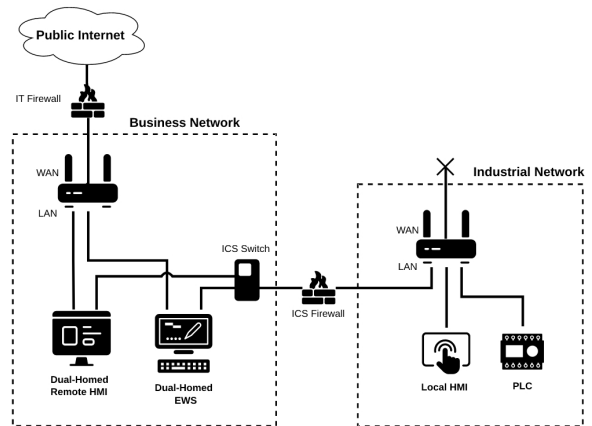 Public Internet
IT Firewall
Business Network
WAN
LAN
ICS Switch
ICS Firewall
Dual-Homed
Remote HMI
Dual-Homed
EWS
Industrial Network
WAN
LAN
Local HMI
PLC